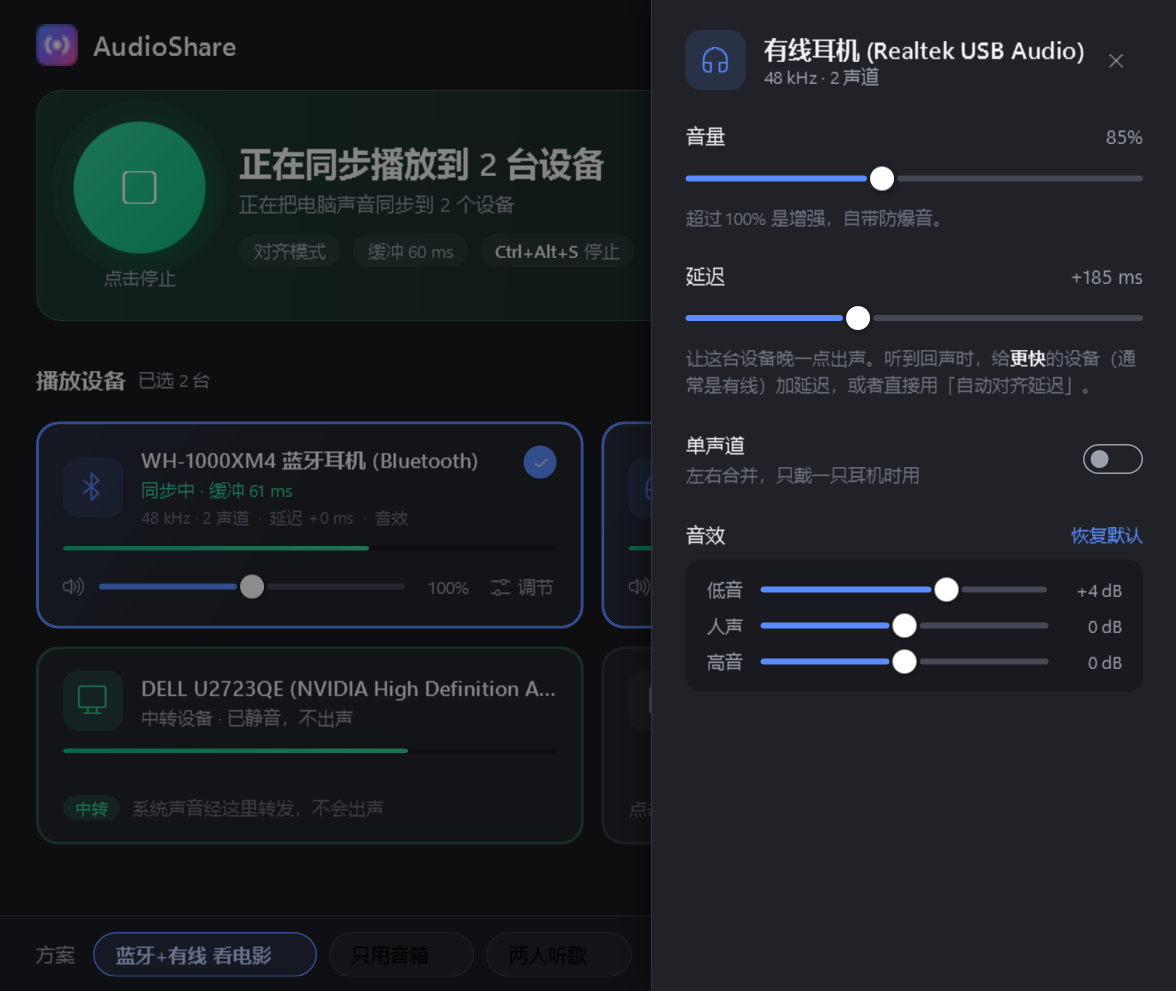 AudioShare
正在同步播放到 2 台设备
正在把电脑声音同步到 2 个设备
对齐模式
缓冲 60 ms
Ctrl+Alt+S 停止
点击停止
播放设备 已选 2 台
WH-1000XM4 蓝牙耳机 (Bluetooth)
同步中 · 缓冲 61 ms
48 kHz · 2 声道 · 延迟 +0 ms · 音效
100%
调节
DELL U2723QE (NVIDIA High Definition A...
中转设备 · 已静音，不出声
中转 系统声音经这里转发，不会出声
方案
蓝牙+有线 看电影
只用音箱
两人听歌
有线耳机 (Realtek USB Audio)
48 kHz · 2 声道
音量 85%
超过100% 是增强，自带防爆音。
延迟 +185 ms
让这台设备晚一点出声。听到回声时，给更快的设备（通
常是有线）加延迟，或者直接用「自动对齐延迟」。
单声道
左右合并，只戴一只耳机时用
音效 恢复默认
低音 +4 dB
人声 0 dB
高音 0 dB